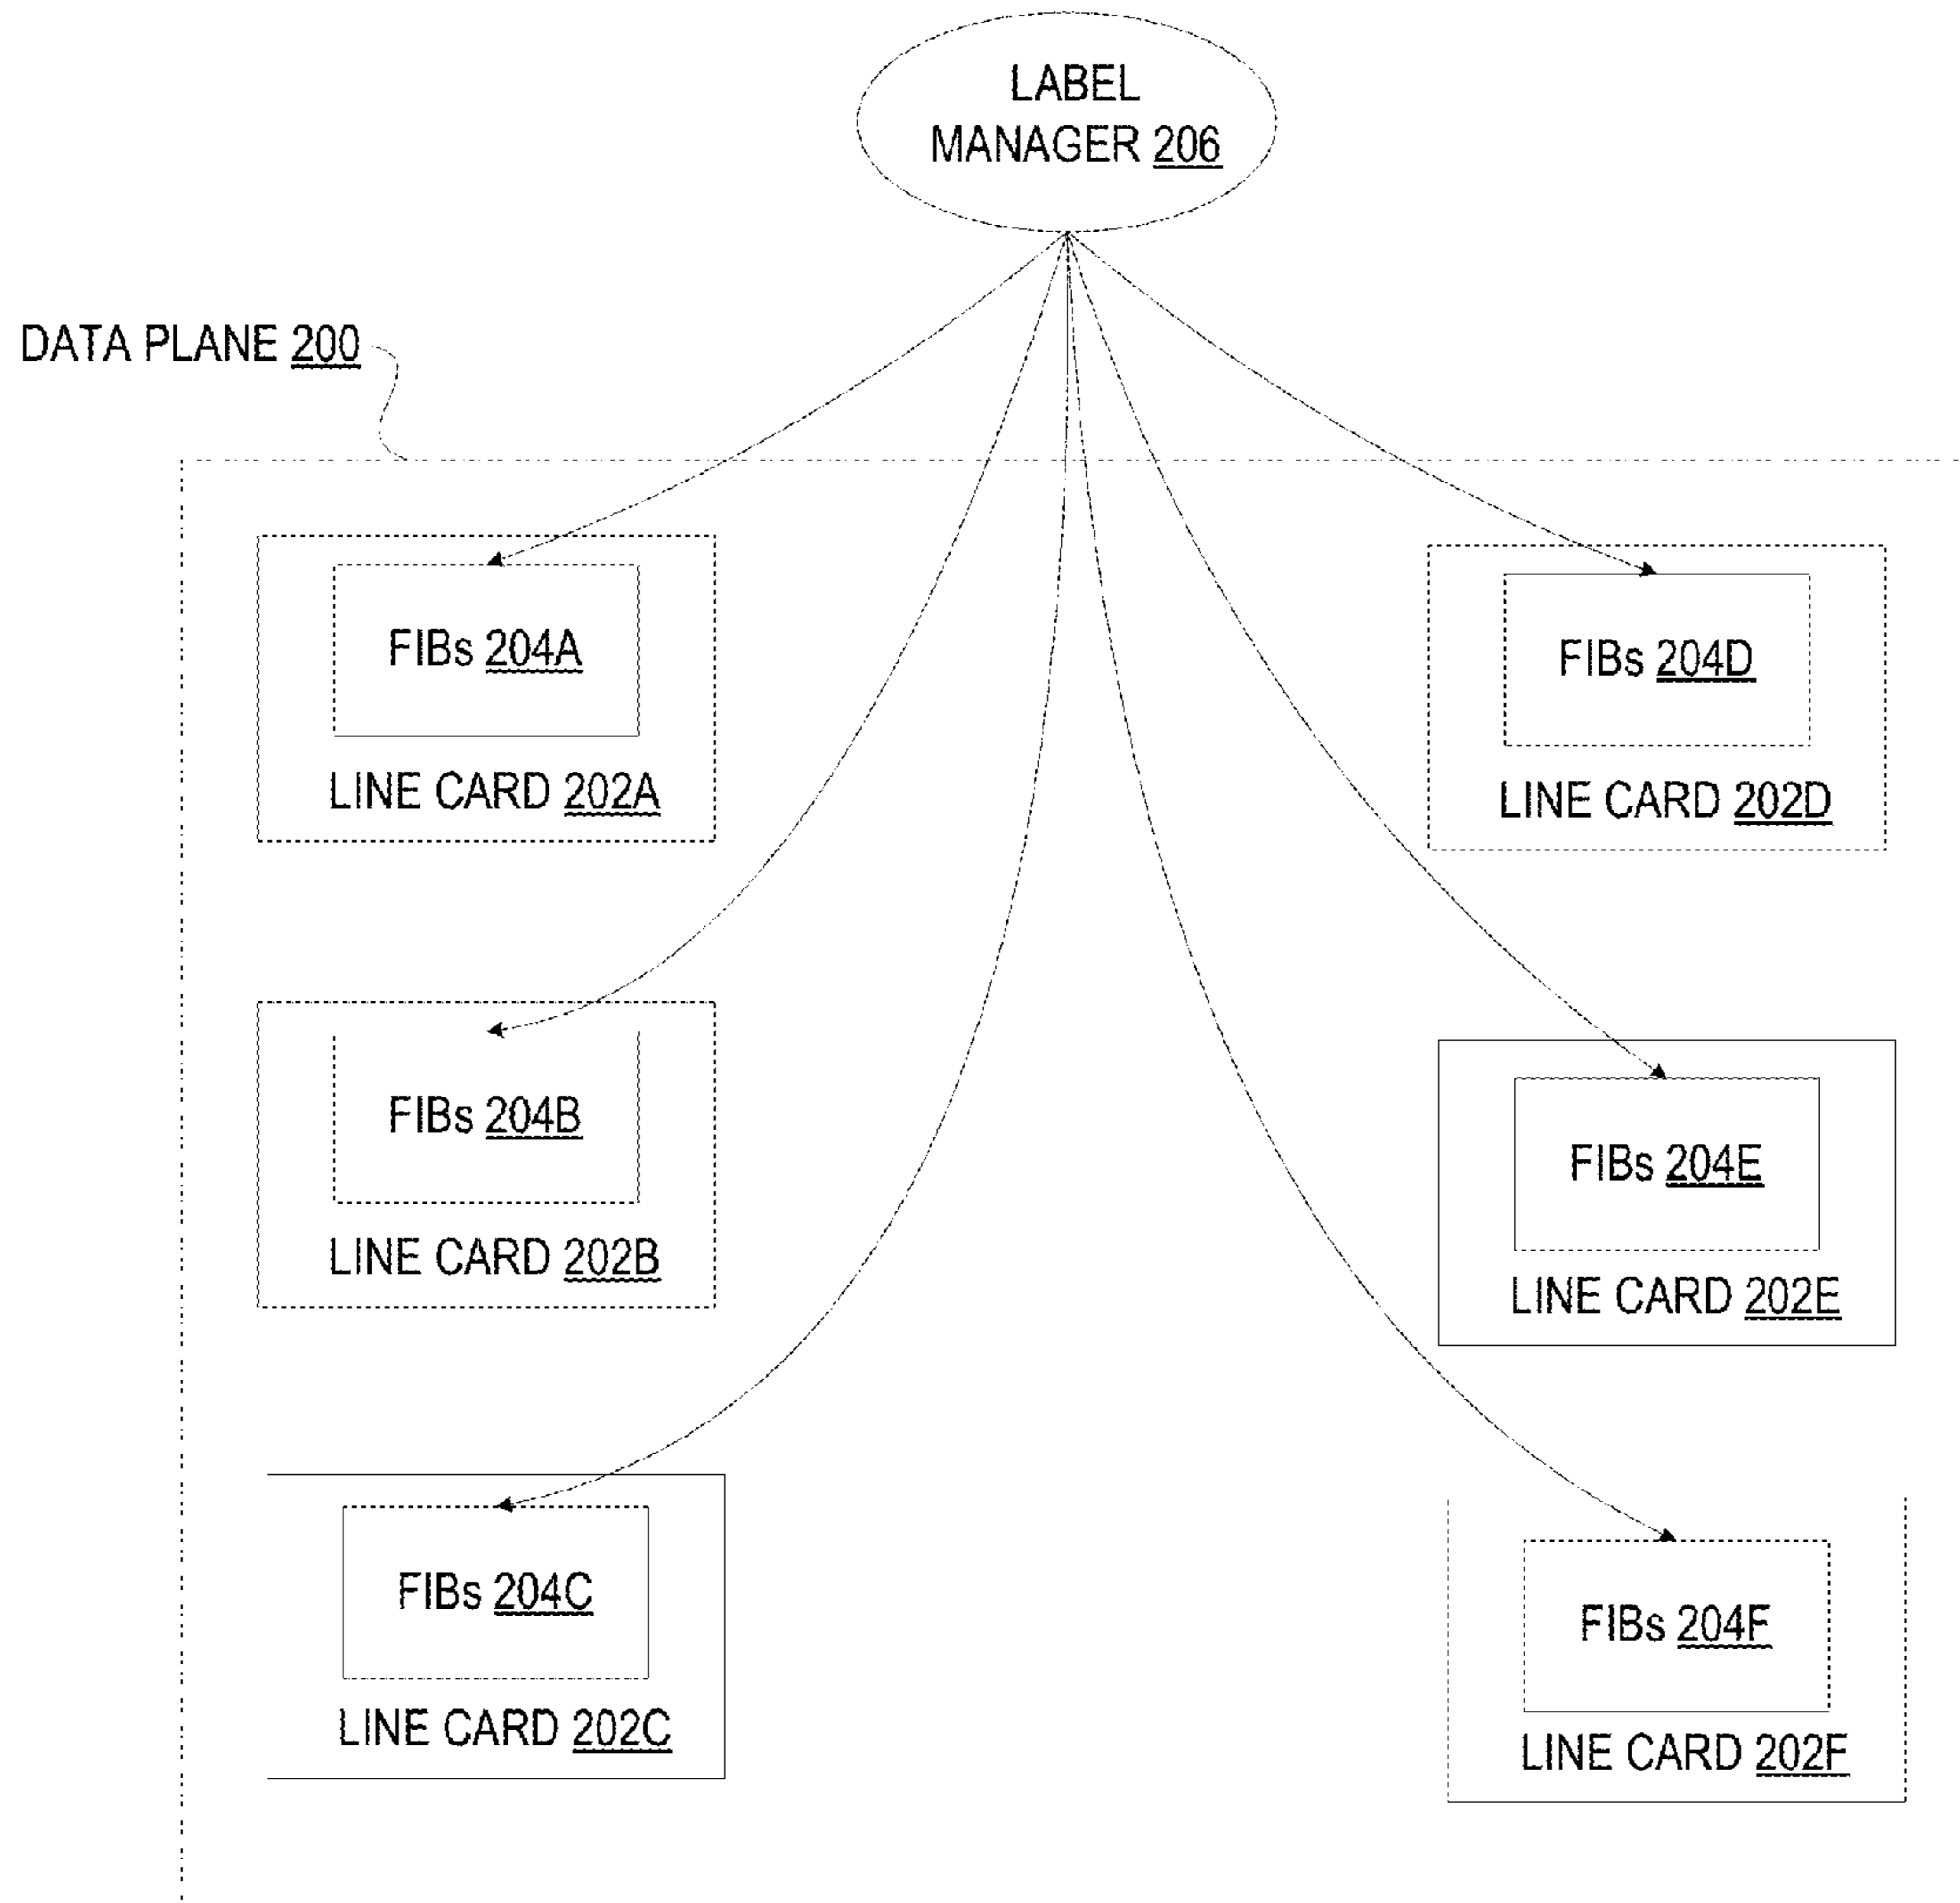 LABEL
MANAGER 206
DATA PLANE 200
FIBs 204A
LINE CARD 202A
FIBs 204D
LINE CARD 202D
FIBs 204B
LINE CARD 202B
FIBs 204E
LINE CARD 202E
FIBs 204C
LINE CARD 202C
FIBs 204F
LINE CARD 202F